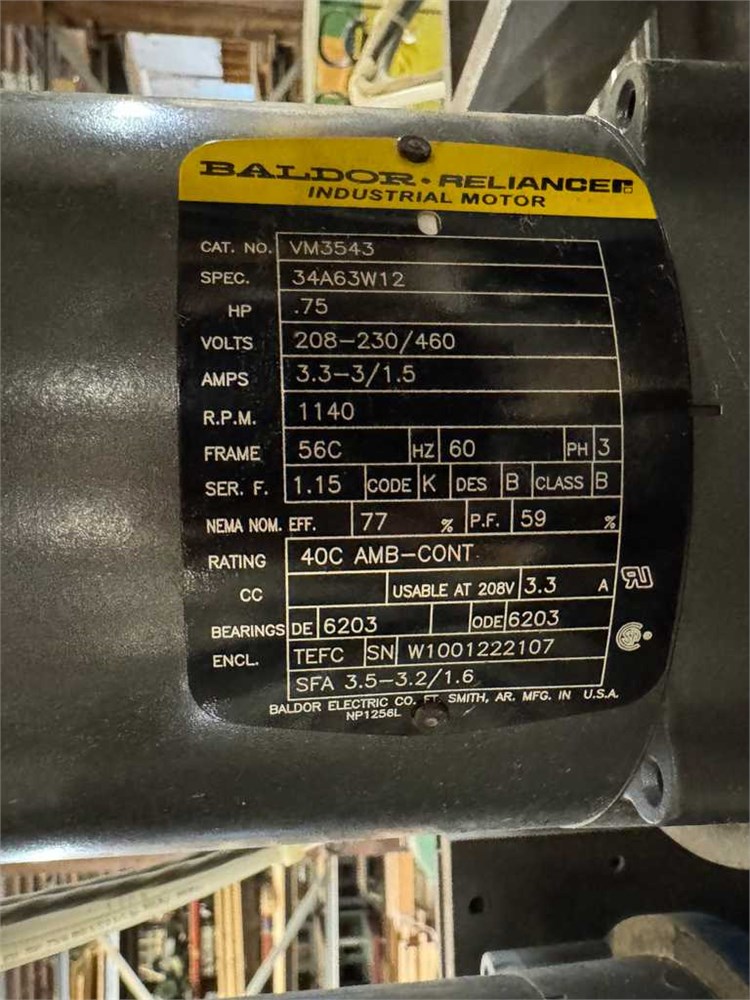 BALDOR • RELIANCE
INDUSTRIAL MOTOR
CAT. NO. VM3543
SPEC. 34A63W12
HP .75
VOLTS 208-230/460
AMPS 3.3-3/1.5
R.P.M. 1140
FRAME 56C HZ 60 PH 3
SER. F. 1.15 CODE K DES B CLASS B
NEMA NOM. EFF. 77 % P.F. 59 %
RATING 40C AMB-CONT
CC USABLE AT 208V 3.3 A
BEARINGS DE 6203 ODE 6203
ENCL. TEFC SN W1001222107
SFA 3.5-3.2/1.6
BALDOR ELECTRIC CO. FT. SMITH, AR. MFG. IN U.S.A.
NP1256L